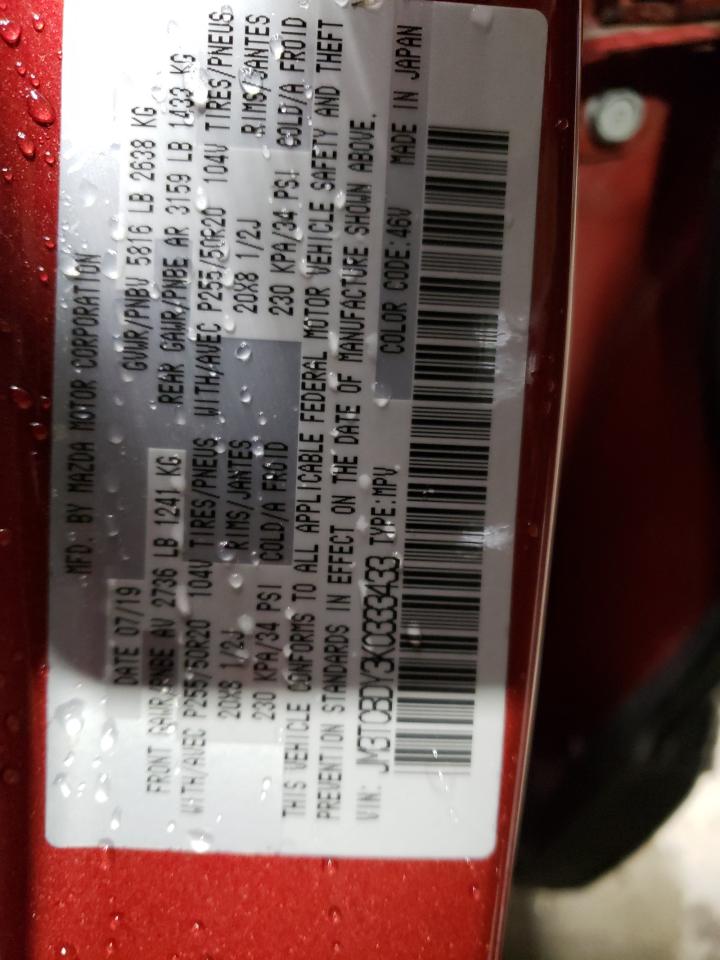 MFD. BY MAZDA MOTOR CORPORATION
DATE 07/19 GVWR/PNBV 5816 LB 2638 KG
FRONT GAWR/PNBE AV 2736 LB 1241 KG REAR GAWR/PNBE AR 3159 LB 1433 KG
WITH/AVEC P255/50R20 104V TIRES/PNEUS WITH/AVEC P255/50R20 104V TIRES/PNEUS
20X8 1/2J RIMS/JANTES 20X8 1/2J RIMS/JANTES
230 KPA/34 PSI COLD/A FROID 230 KPA/34 PSI COLD/A FROID
THIS VEHICLE CONFORMS TO ALL APPLICABLE FEDERAL MOTOR VEHICLE SAFETY AND THEFT
PREVENTION STANDARDS IN EFFECT ON THE DATE OF MANUFACTURE SHOWN ABOVE.
VIN: JM3TCBDY3K0333433 TYPE:MPV COLOR CODE:46V MADE IN JAPAN